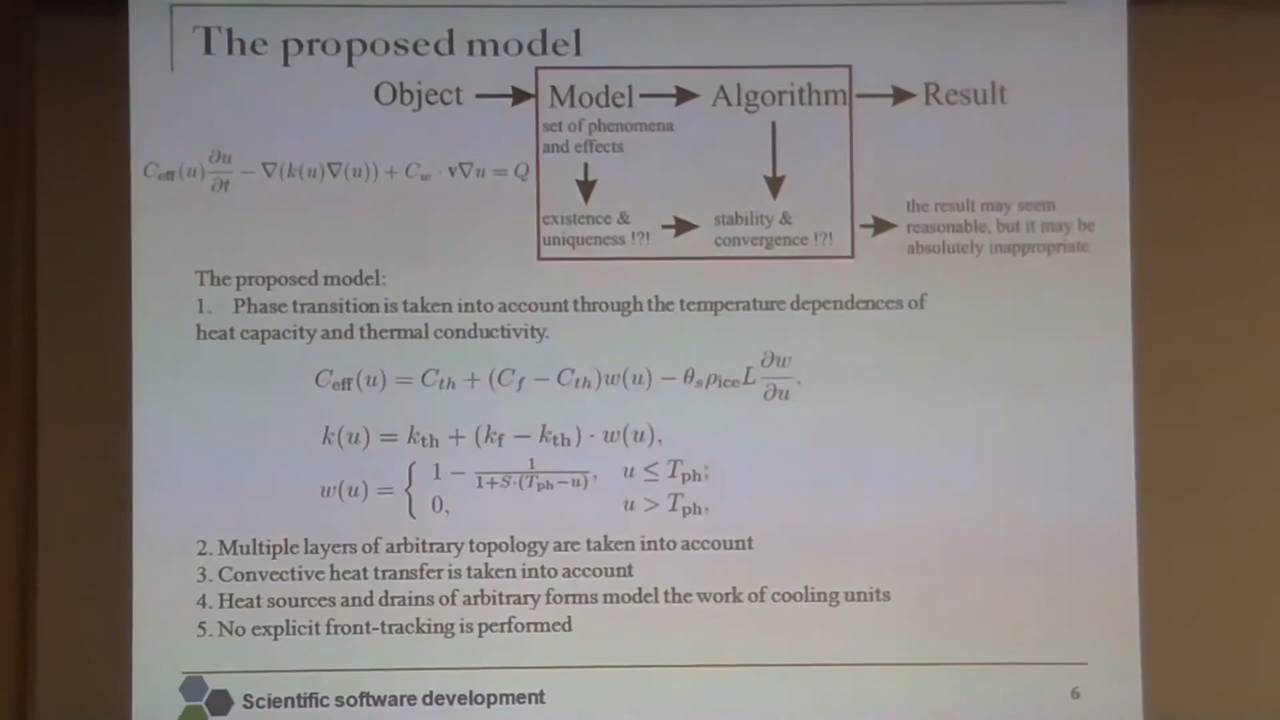 The proposed model
Object → Model → Algorithm → Result
set of phenomena
and effects
C_eff(u) ∂u/∂t − ∇(k(u)∇(u)) + C_w · v∇u = Q
existence &
uniqueness !?!
stability &
convergence !?!
the result may seem
reasonable, but it may be
absolutely inappropriate
The proposed model:
1. Phase transition is taken into account through the temperature dependences of
heat capacity and thermal conductivity.
C_eff(u) = C_th + (C_f − C_th)w(u) − θ_s ρ_ice L ∂w/∂u.
k(u) = k_th + (k_f − k_th) · w(u),
w(u) = { 1 − 1/(1+S·(T_ph−u)), u ≤ T_ph;
0, u > T_ph,
2. Multiple layers of arbitrary topology are taken into account
3. Convective heat transfer is taken into account
4. Heat sources and drains of arbitrary forms model the work of cooling units
5. No explicit front-tracking is performed
Scientific software development
6